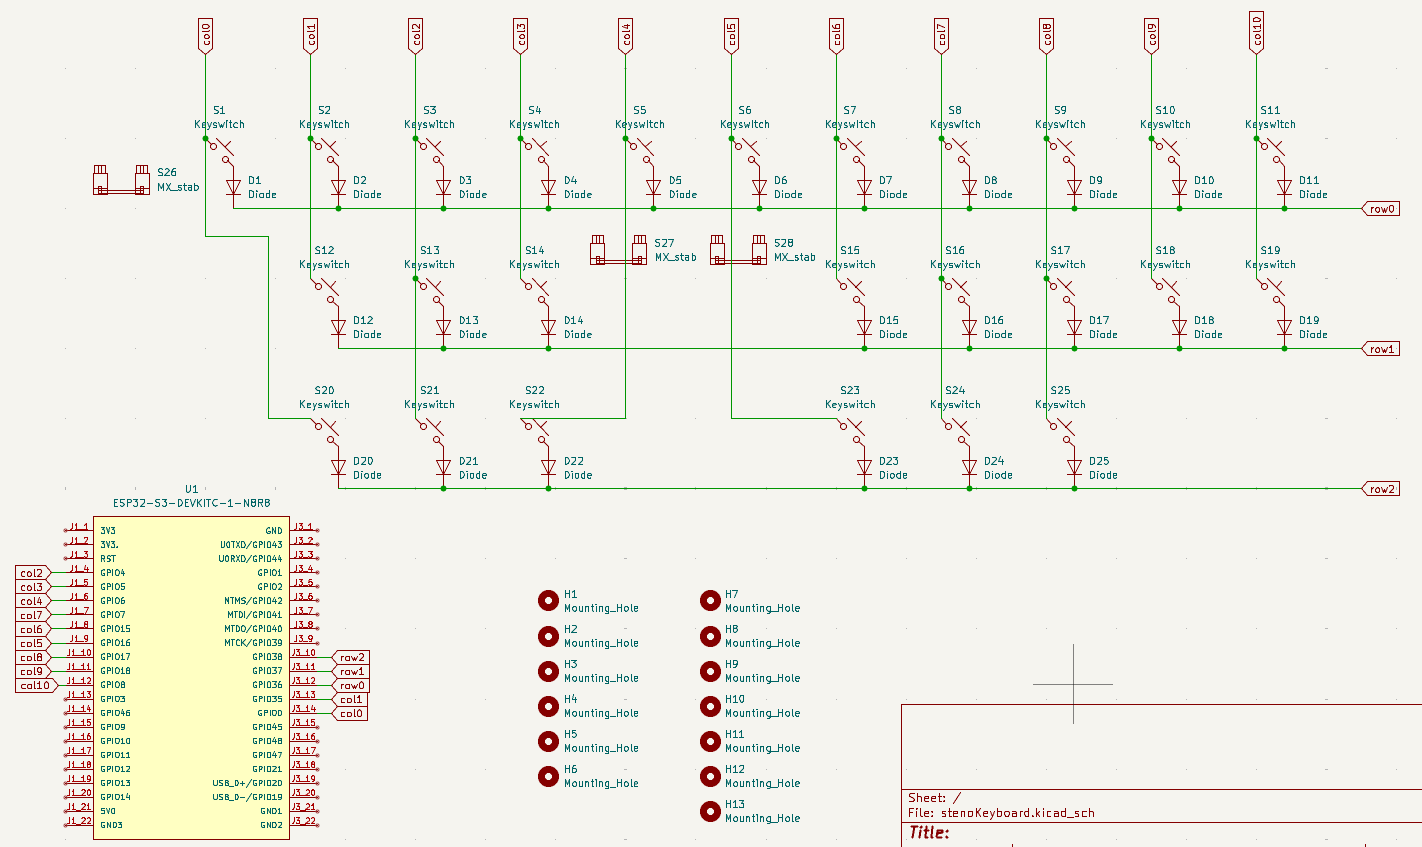 col0 col1 col2 col3 col4 col5 col6 col7 col8 col9 col10
S1 S2 S3 S4 S5 S6 S7 S8 S9 S10 S11
Keyswitch Keyswitch Keyswitch Keyswitch Keyswitch Keyswitch Keyswitch Keyswitch Keyswitch Keyswitch Keyswitch
S26
MX_stab
D1 D2 D3 D4 D5 D6 D7 D8 D9 D10 D11
Diode Diode Diode Diode Diode Diode Diode Diode Diode Diode Diode
row0
S27 S28
MX_stab MX_stab
S12 S13 S14 S15 S16 S17 S18 S19
Keyswitch Keyswitch Keyswitch Keyswitch Keyswitch Keyswitch Keyswitch Keyswitch
D12 D13 D14 D15 D16 D17 D18 D19
Diode Diode Diode Diode Diode Diode Diode Diode
row1
S20 S21 S22 S23 S24 S25
Keyswitch Keyswitch Keyswitch Keyswitch Keyswitch Keyswitch
D20 D21 D22 D23 D24 D25
Diode Diode Diode Diode Diode Diode
row2
U1
ESP32-S3-DEVKITC-1-N8R8
J1_1 3V3 GND J3_1
J1_2 3V3. U0TXD/GPIO43 J3_2
J1_3 RST U0RXD/GPIO44 J3_3
col2 J1_4 GPIO4 GPIO1 J3_4
col3 J1_5 GPIO5 GPIO2 J3_5
col4 J1_6 GPIO6 NTMS/GPIO42 J3_6
col7 J1_7 GPIO7 MTDI/GPIO41 J3_7
col6 J1_8 GPIO15 MTDO/GPIO40 J3_8
col5 J1_9 GPIO16 MTCK/GPIO39 J3_9
col8 J1_10 GPIO17 GPIO38 J3_10 row2
col9 J1_11 GPIO18 GPIO37 J3_11 row1
col10 J1_12 GPIO8 GPIO36 J3_12 row0
J1_13 GPIO3 GPIO35 J3_13 col1
J1_14 GPIO46 GPIO0 J3_14 col0
J1_15 GPIO9 GPIO45 J3_15
J1_16 GPIO10 GPIO48 J3_16
J1_17 GPIO11 GPIO47 J3_17
J1_18 GPIO12 GPIO21 J3_18
J1_19 GPIO13 USB_D+/GPIO20 J3_19
J1_20 GPIO14 USB_D-/GPIO19 J3_20
J1_21 5V0 GND1 J3_21
J1_22 GND3 GND2 J3_22
H1 H7
Mounting_Hole Mounting_Hole
H2 H8
Mounting_Hole Mounting_Hole
H3 H9
Mounting_Hole Mounting_Hole
H4 H10
Mounting_Hole Mounting_Hole
H5 H11
Mounting_Hole Mounting_Hole
H6 H12
Mounting_Hole Mounting_Hole
H13
Mounting_Hole
Sheet: /
File: stenoKeyboard.kicad_sch
Title: